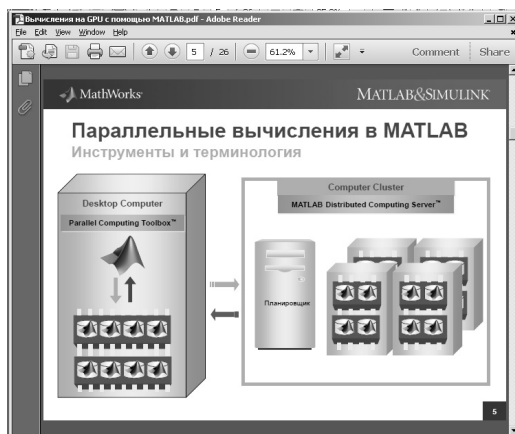 Вычисления на GPU с помощью MATLAB.pdf - Adobe Reader
File Edit View Window Help
5 / 26 61.2% Comment Share
MathWorks® MATLAB&SIMULINK®
Параллельные вычисления в MATLAB
Инструменты и терминология
Desktop Computer
Parallel Computing Toolbox™
Computer Cluster
MATLAB Distributed Computing Server™
Планировщик
5